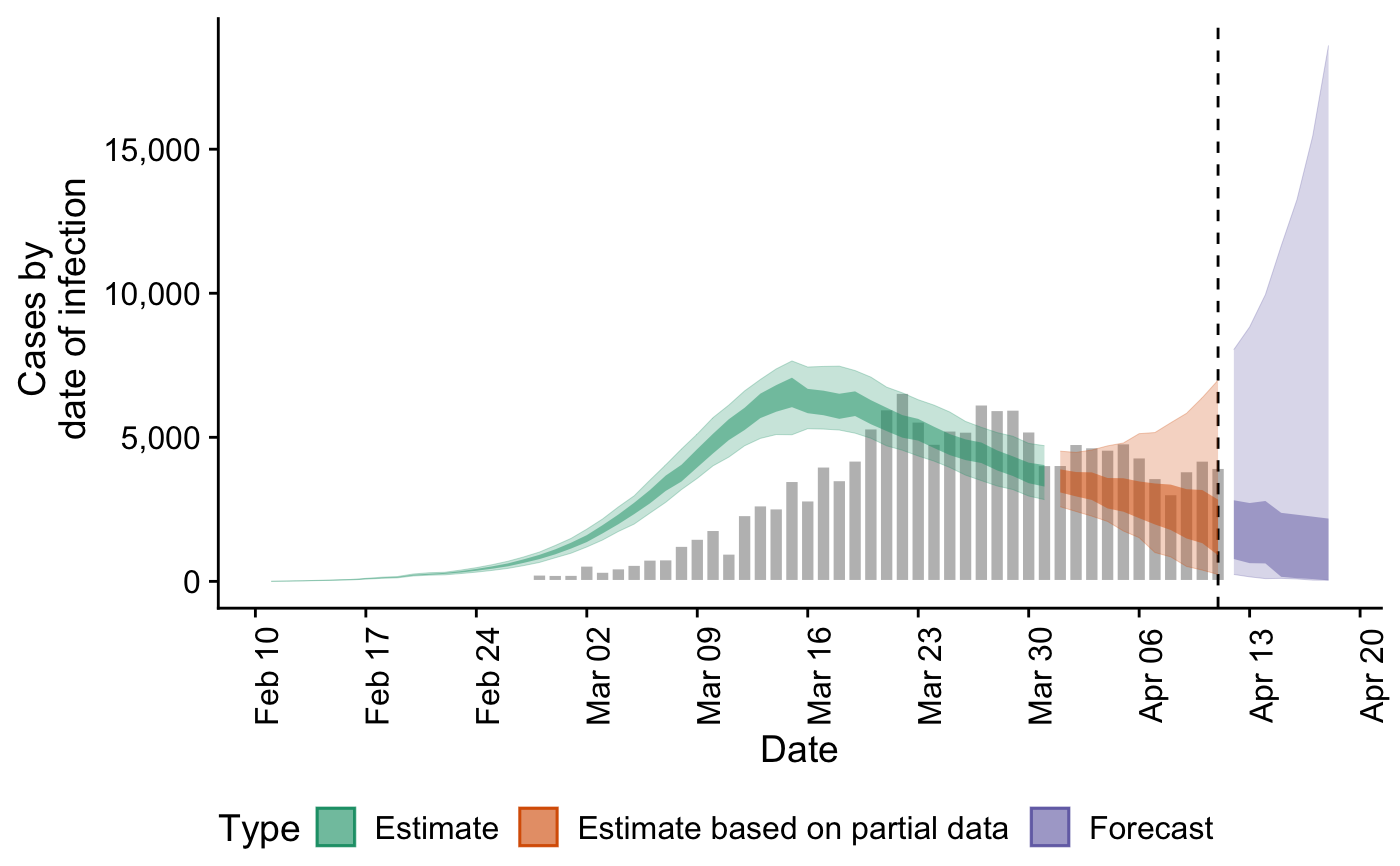 Cases by
date of infection
15,000
10,000
5,000
0
Feb 10
Feb 17
Feb 24
Mar 02
Mar 09
Mar 16
Mar 23
Mar 30
Apr 06
Apr 13
Apr 20
Date
Type Estimate Estimate based on partial data Forecast